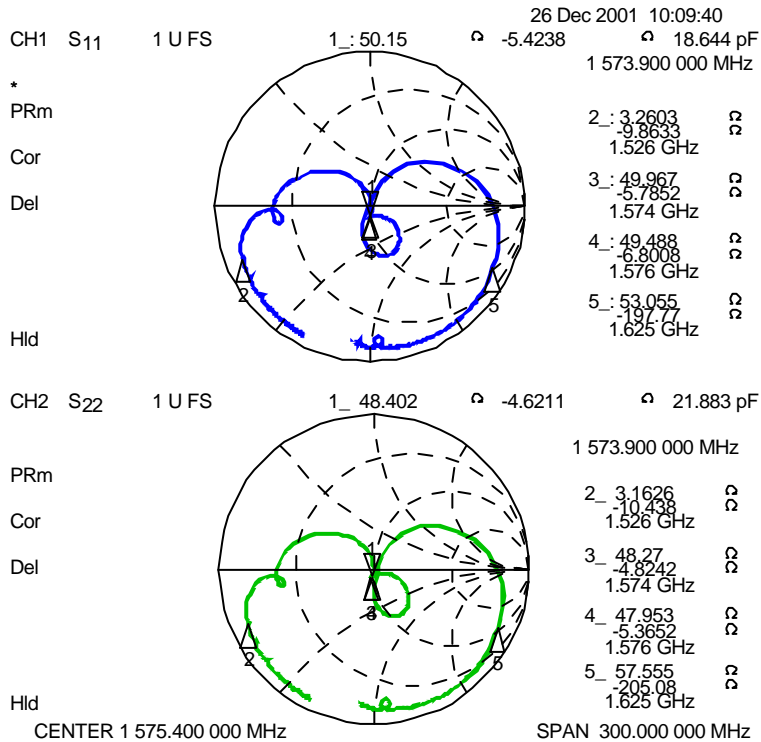 26 Dec 2001 10:09:40
CH1 S11 1 U FS 1_: 50.15 Ω -5.4238 Ω 18.644 pF
1 573.900 000 MHz
*
PRm
Cor
Del
Hld
2_: 3.2603 Ω
-9.8633 Ω
1.526 GHz
3_: 49.967 Ω
-5.7852 Ω
1.574 GHz
4_: 49.488 Ω
-6.8008 Ω
1.576 GHz
5_: 53.055 Ω
-197.77 Ω
1.625 GHz
1
2
5
CH2 S22 1 U FS 1_ 48.402 Ω -4.6211 Ω 21.883 pF
1 573.900 000 MHz
PRm
Cor
Del
Hld
2_ 3.1626 Ω
-10.438 Ω
1.526 GHz
3_ 48.27 Ω
-4.8242 Ω
1.574 GHz
4_ 47.953 Ω
-5.3652 Ω
1.576 GHz
5_ 57.555 Ω
-205.08 Ω
1.625 GHz
1
2
5
CENTER 1 575.400 000 MHz SPAN 300.000 000 MHz